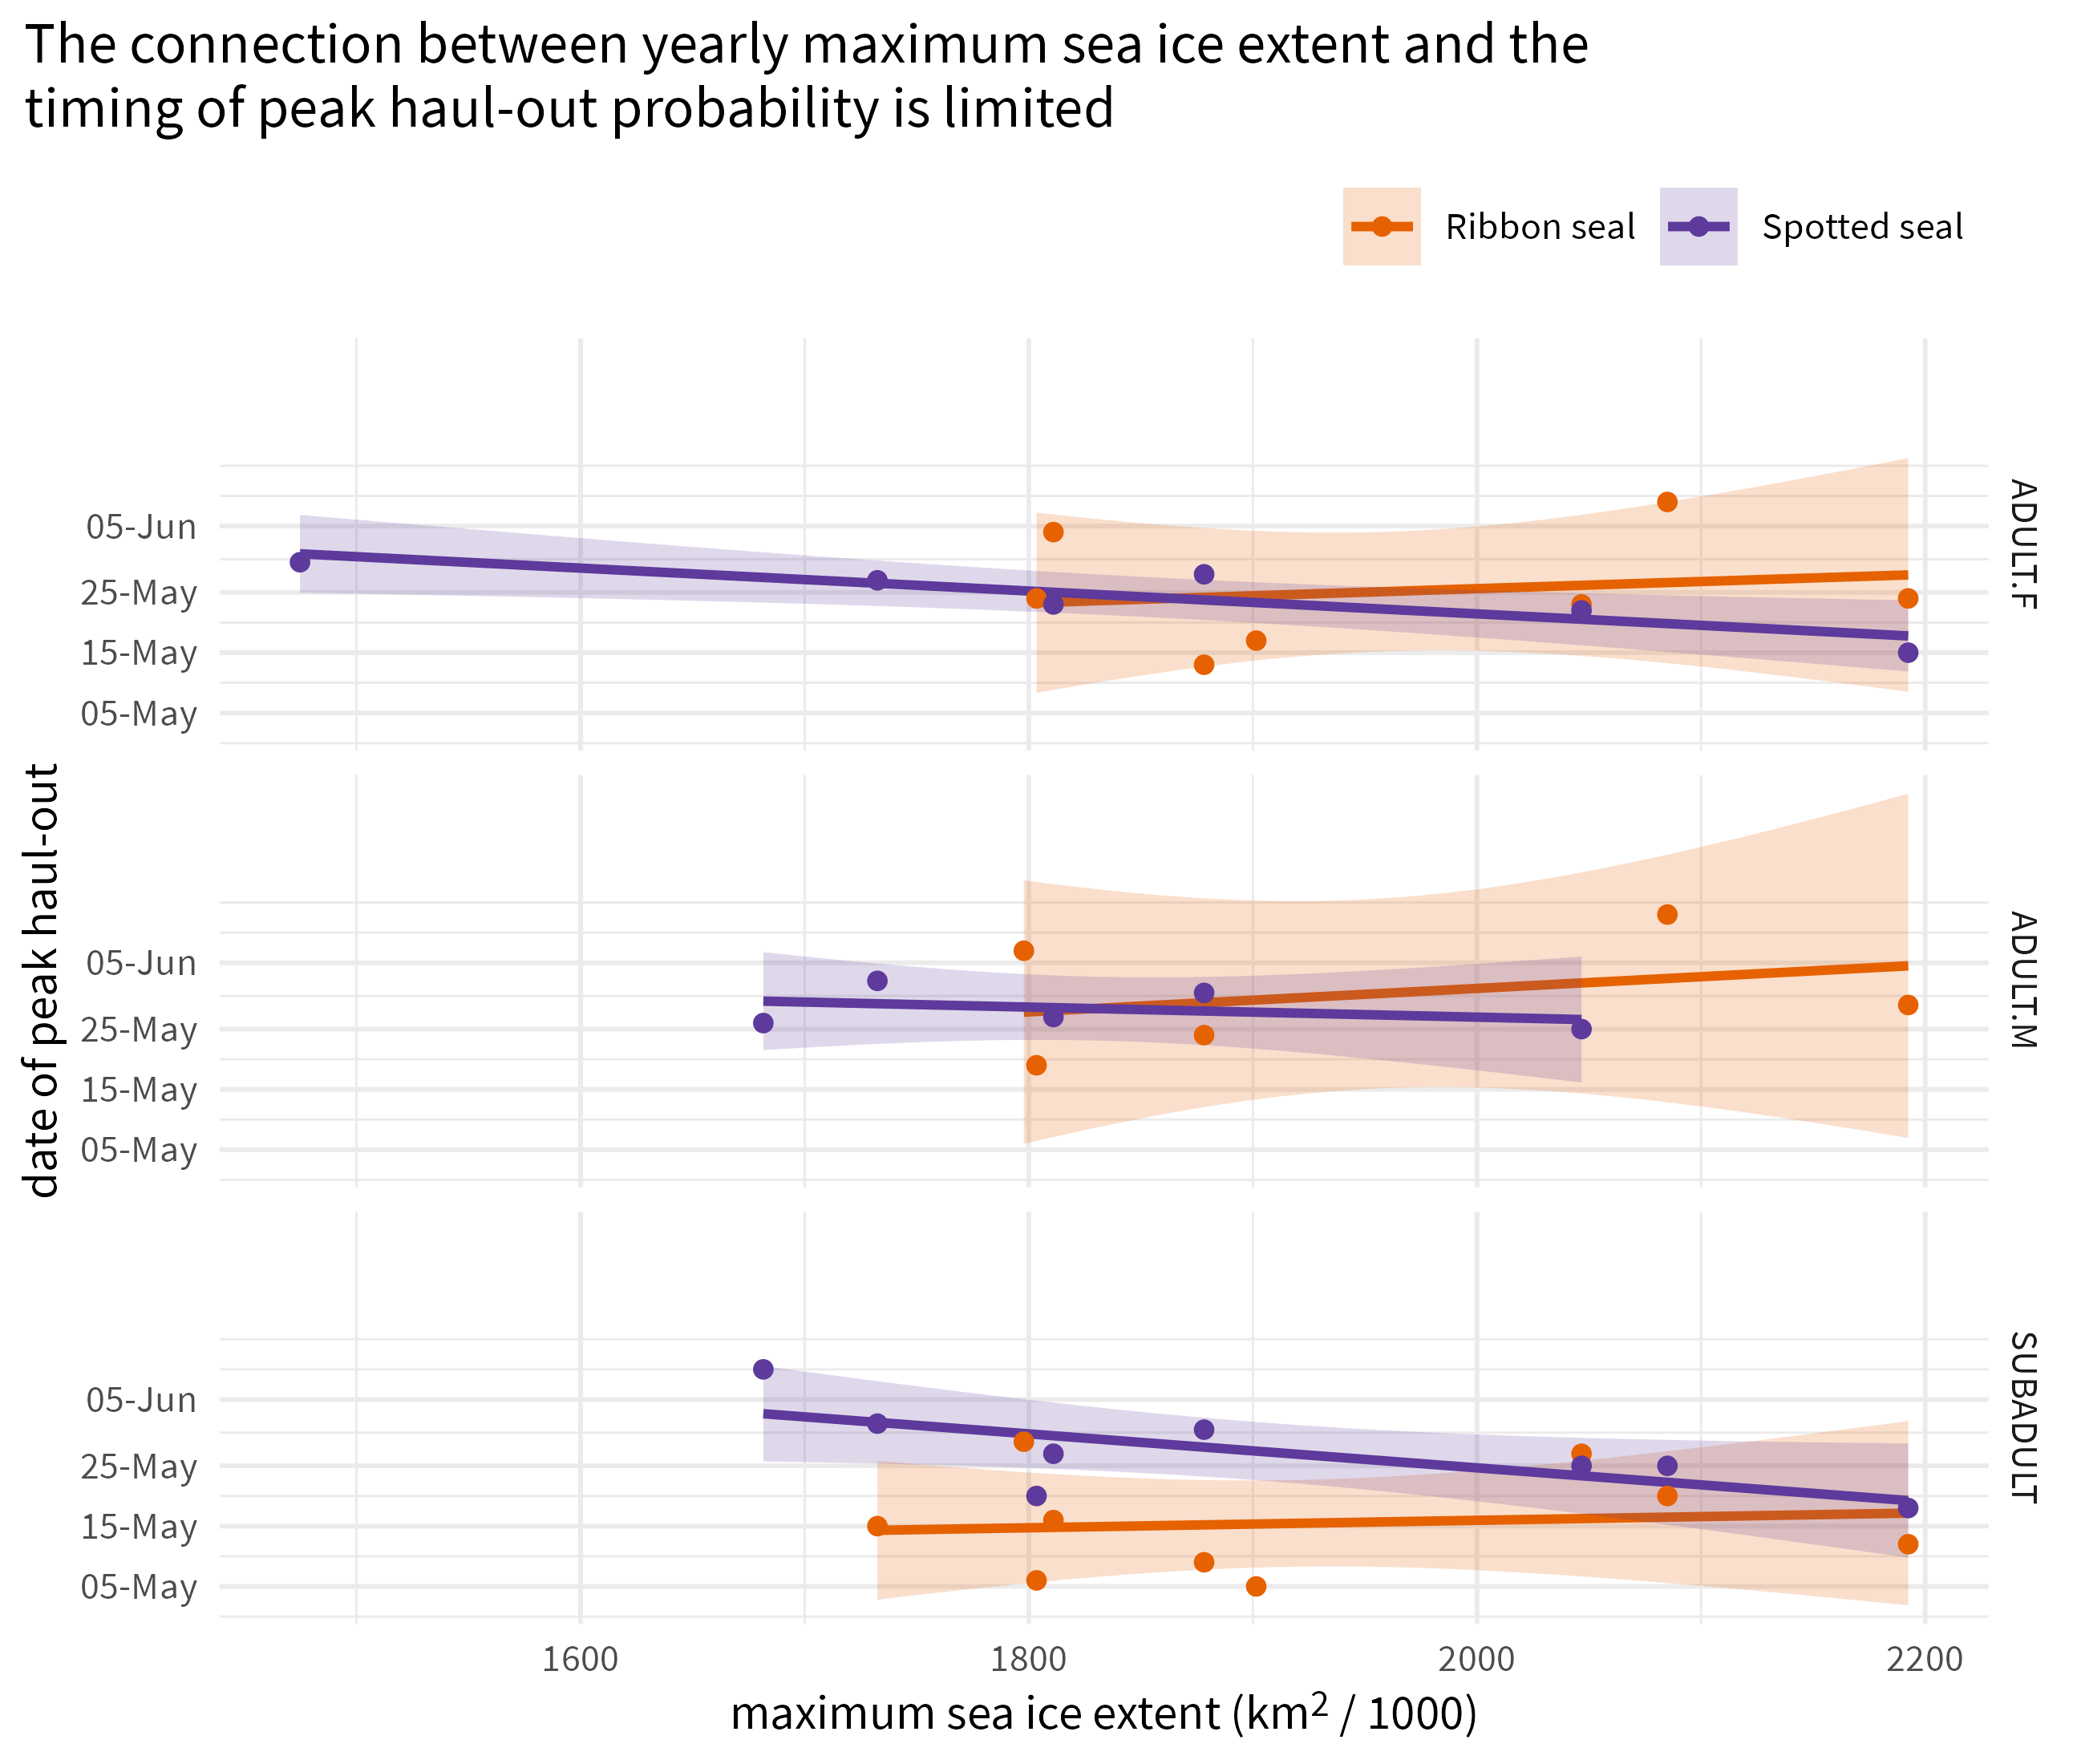 The connection between yearly maximum sea ice extent and the
timing of peak haul-out probability is limited
Ribbon seal
Spotted seal
date of peak haul-out
05-Jun
25-May
15-May
05-May
ADULT.F
05-Jun
25-May
15-May
05-May
ADULT.M
05-Jun
25-May
15-May
05-May
SUBADULT
1600
1800
2000
2200
maximum sea ice extent (km² / 1000)